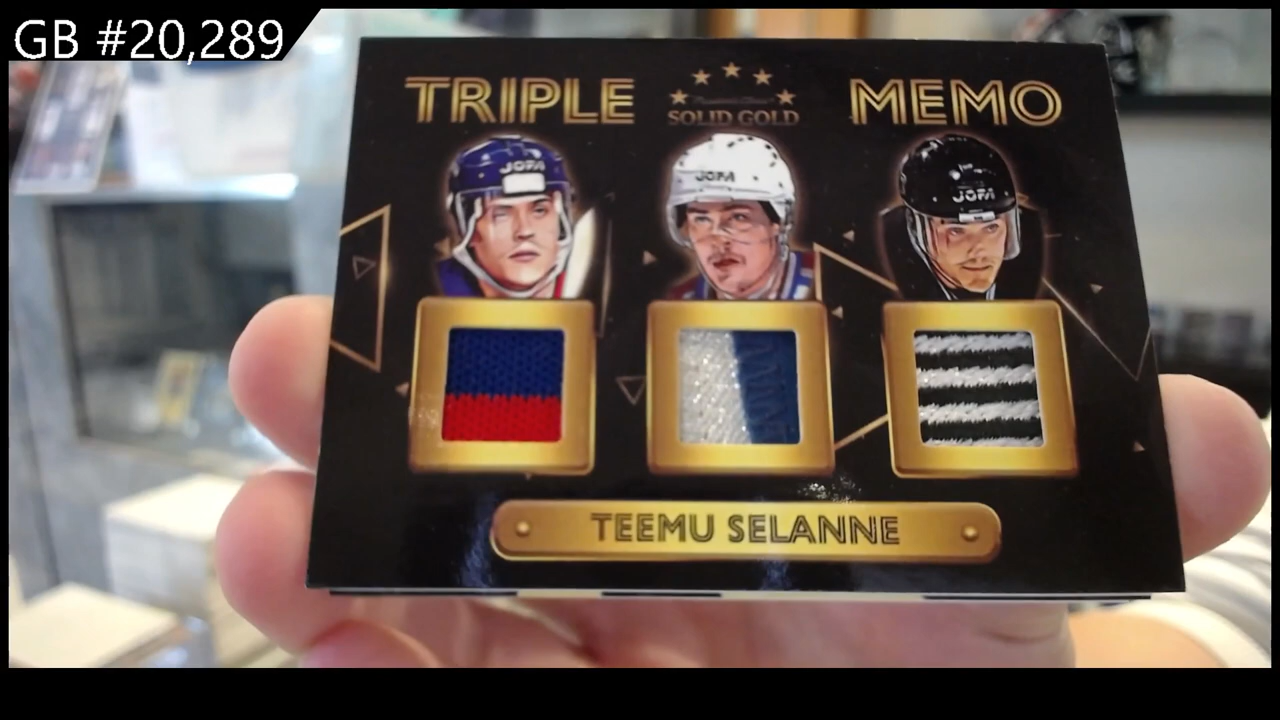 GB #20,289
TRIPLE SOLID GOLD MEMO
JOFA JOFA JOFA
TEEMU SELANNE